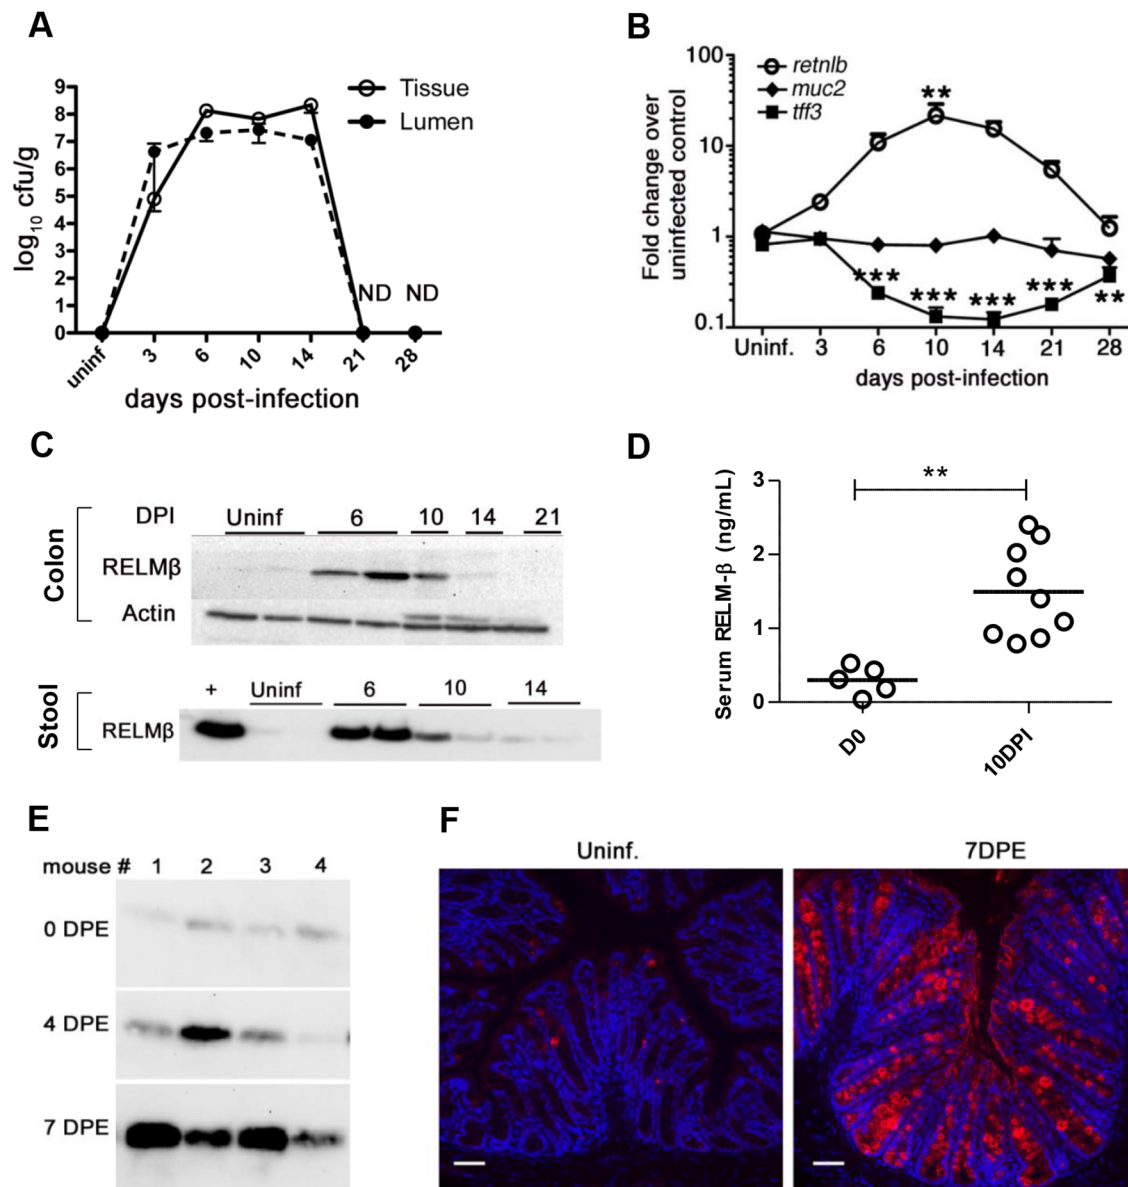 A
9
8
7
6
5
4
3
2
1
0
log10 cfu/g
Tissue
Lumen
ND ND
uninf 3 6 10 14 21 28
days post-infection
B
100
10
1
0.1
Fold change over
uninfected control
retnlb
muc2
tff3
**
*** *** *** *** **
Uninf. 3 6 10 14 21 28
days post-infection
C
Colon
DPI Uninf 6 10 14 21
RELMβ
Actin
Stool
+ Uninf 6 10 14
RELMβ
D
Serum RELM-β (ng/mL)
3
2
1
0
**
D0 10DPI
E
mouse # 1 2 3 4
0 DPE
4 DPE
7 DPE
F
Uninf. 7DPE